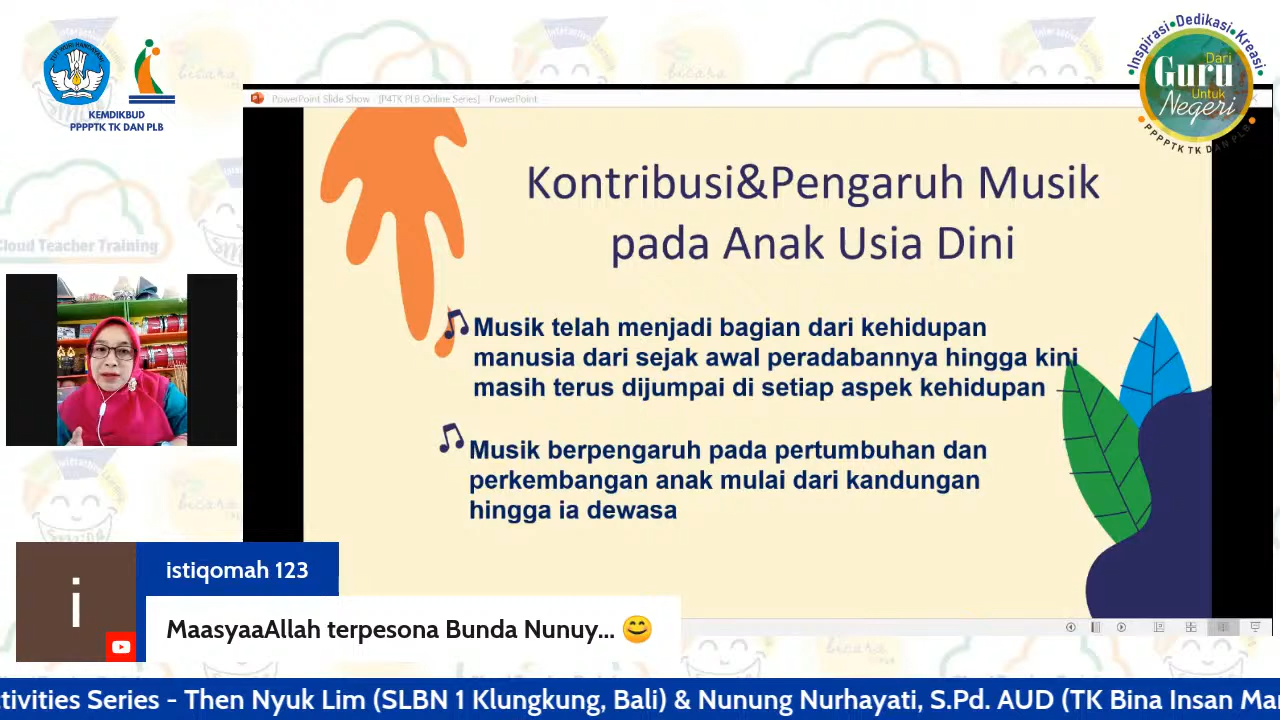 KEMDIKBUD
PPPPTK TK DAN PLB
Inspirasi•Dedikasi•Kreasi
Dari
Guru
Untuk
Negeri
PPPPTK TK DAN PLB
PowerPoint Slide Show - [P4TK PLB Online Series] - PowerPoint
Kontribusi&Pengaruh Musik
pada Anak Usia Dini
Musik telah menjadi bagian dari kehidupan
manusia dari sejak awal peradabannya hingga kini
masih terus dijumpai di setiap aspek kehidupan
Musik berpengaruh pada pertumbuhan dan
perkembangan anak mulai dari kandungan
hingga ia dewasa
Cloud Teacher Training
i
istiqomah 123
MaasyaaAllah terpesona Bunda Nunuy... 😊
tivities Series - Then Nyuk Lim (SLBN 1 Klungkung, Bali) & Nunung Nurhayati, S.Pd. AUD (TK Bina Insan Ma